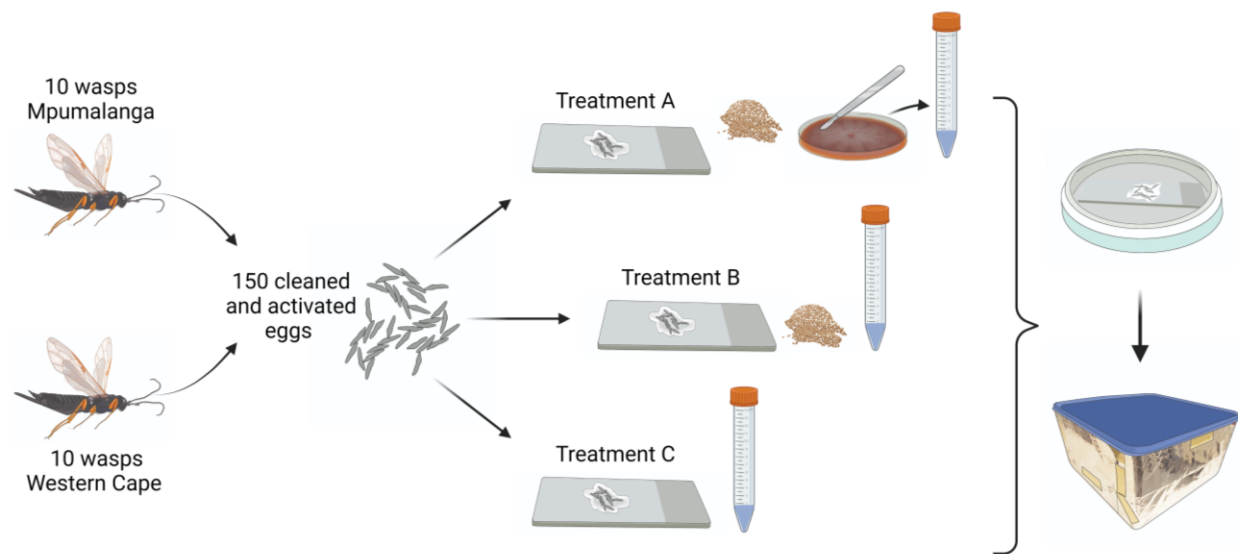 10 wasps
Mpumalanga
10 wasps
Western Cape
150 cleaned
and activated
eggs
Treatment A
Treatment B
Treatment C